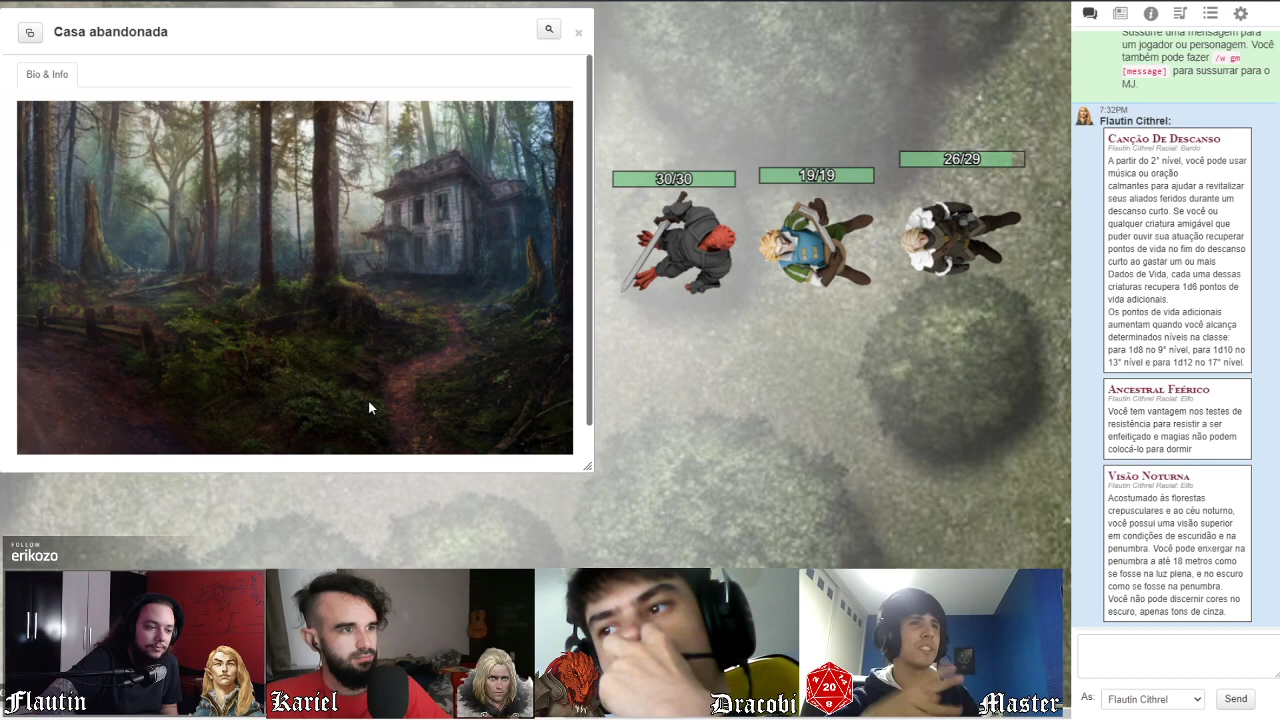 Casa abandonada
Bio & Info
30/30
19/19
26/29
FOLLOW
erikozo
Flautin
Kariel
Dracobi
20
8
Master
Sussurre uma mensagem para
um jogador ou personagem. Você
também pode fazer /w gm
[message] para sussurrar para o
MJ.
7:32PM
Flautin Cithrel:
Canção De Descanso
Flautin Cithrel Racial: Bardo
A partir do 2° nível, você pode usar
música ou oração
calmantes para ajudar a revitalizar
seus aliados feridos durante um
descanso curto. Se você ou
qualquer criatura amigável que
puder ouvir sua atuação recuperar
pontos de vida no fim do descanso
curto ao gastar um ou mais
Dados de Vida, cada uma dessas
criaturas recupera 1d6 pontos de
vida adicionais.
Os pontos de vida adicionais
aumentam quando você alcança
determinados níveis na classe:
para 1d8 no 9° nível, para 1d10 no
13° nível e para 1d12 no 17° nível.
Ancestral Feérico
Flautin Cithrel Racial: Elfo
Você tem vantagem nos testes de
resistência para resistir a ser
enfeitiçado e magias não podem
colocá-lo para dormir
Visão Noturna
Flautin Cithrel Racial: Elfo
Acostumado ás florestas
crepusculares e ao céu noturno,
você possui uma visão superior
em condições de escuridão e na
penumbra. Você pode enxergar na
penumbra a até 18 metros como
se fosse na luz plena, e no escuro
como se fosse na penumbra.
Você não pode discernir cores no
escuro, apenas tons de cinza.
As:
Flautin Cithrel
Send